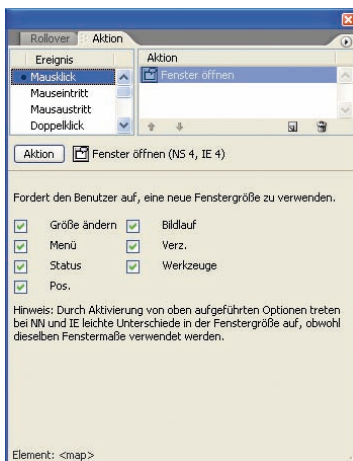 Rollover Aktion
Ereignis Aktion
Mausklick Fenster öffnen
Mauseintritt
Mausaustritt
Doppelklick
Aktion Fenster öffnen (NS 4, IE 4)
Fordert den Benutzer auf, eine neue Fenstergröße zu verwenden.
Größe ändern Bildlauf
Menü Verz.
Status Werkzeuge
Pos.
Hinweis: Durch Aktivierung von oben aufgeführten Optionen treten
bei NN und IE leichte Unterschiede in der Fenstergröße auf, obwohl
dieselben Fenstermaße verwendet werden.
Element: <map>